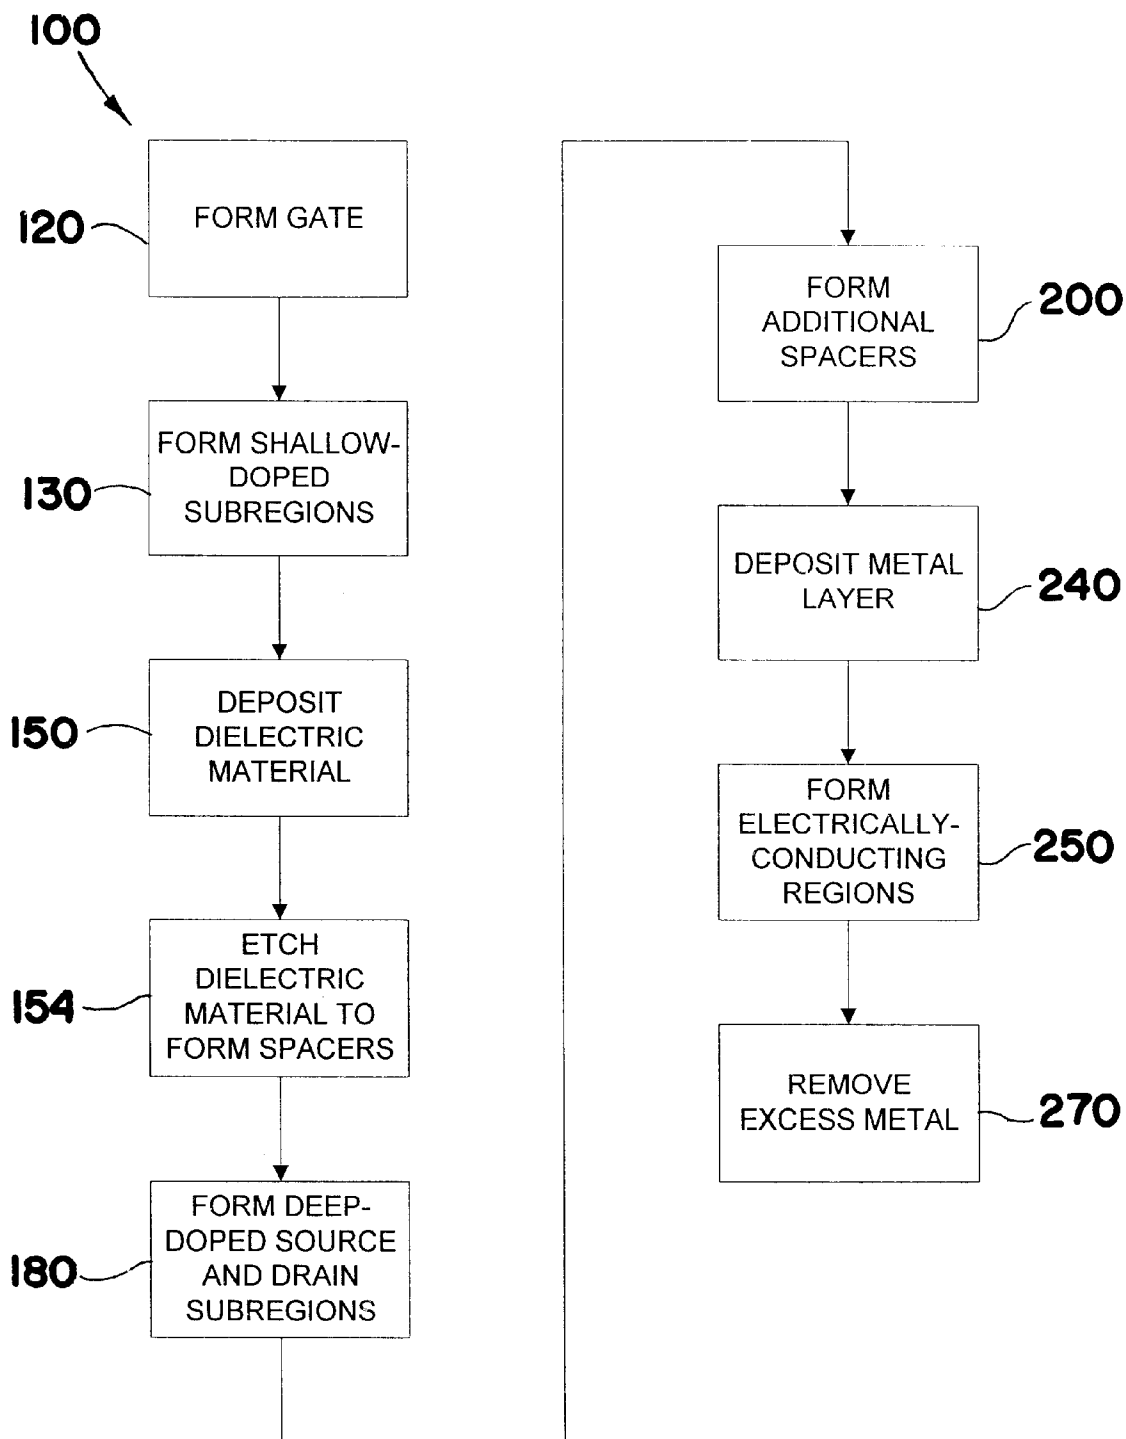 100
120
FORM GATE
130
FORM SHALLOW-
DOPED
SUBREGIONS
150
DEPOSIT
DIELECTRIC
MATERIAL
154
ETCH
DIELECTRIC
MATERIAL TO
FORM SPACERS
180
FORM DEEP-
DOPED SOURCE
AND DRAIN
SUBREGIONS
FORM
ADDITIONAL
SPACERS
200
DEPOSIT METAL
LAYER
240
FORM
ELECTRICALLY-
CONDUCTING
REGIONS
250
REMOVE
EXCESS METAL
270